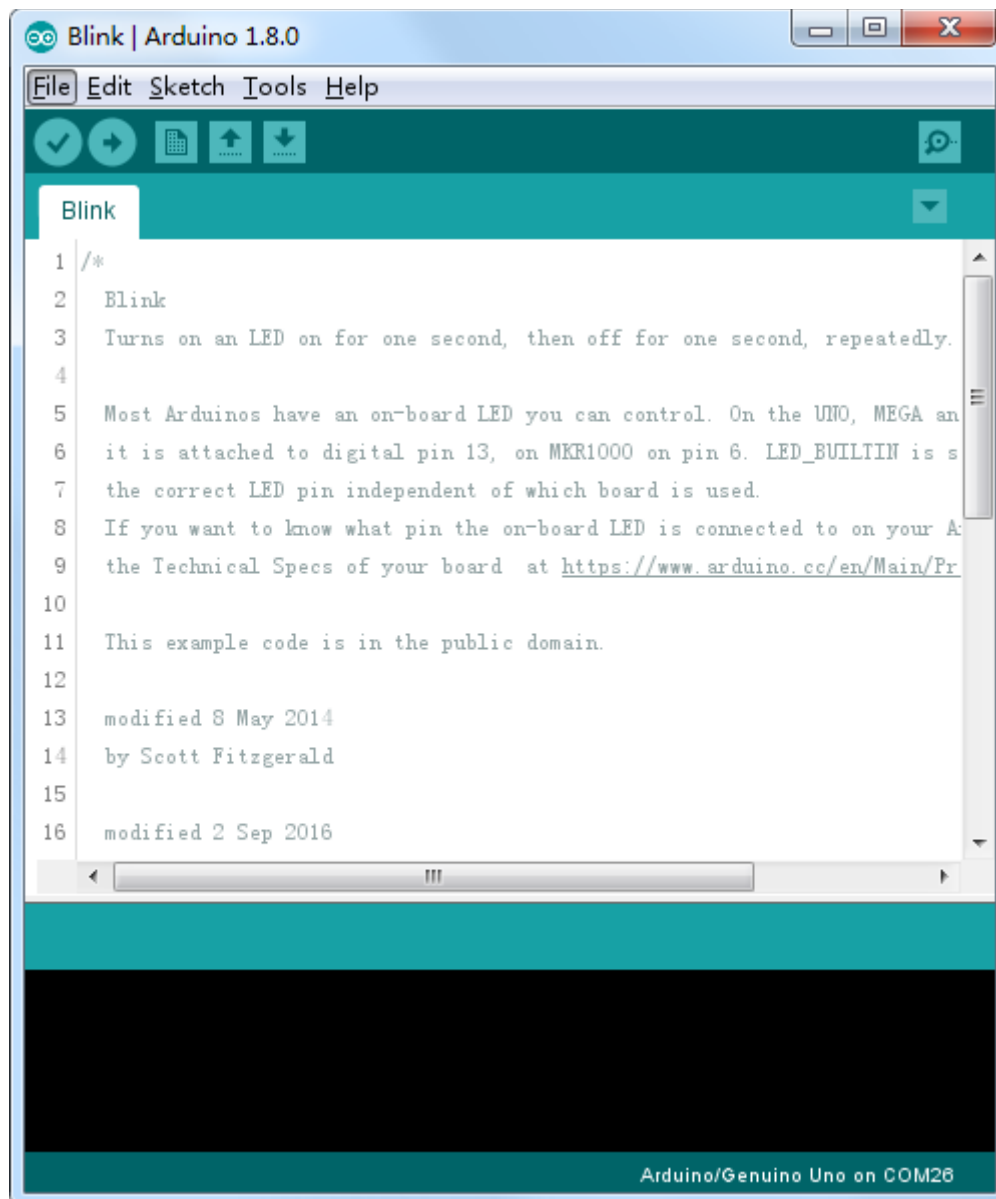 Blink | Arduino 1.8.0
File Edit Sketch Tools Help
Blink
1 /*
2 Blink
3 Turns on an LED on for one second, then off for one second, repeatedly.
4
5 Most Arduinos have an on-board LED you can control. On the UNO, MEGA an
6 it is attached to digital pin 13, on MKR1000 on pin 6. LED_BUILTIN is s
7 the correct LED pin independent of which board is used.
8 If you want to know what pin the on-board LED is connected to on your A
9 the Technical Specs of your board  at https://www.arduino.cc/en/Main/Pr
10
11 This example code is in the public domain.
12
13 modified 8 May 2014
14 by Scott Fitzgerald
15
16 modified 2 Sep 2016
Arduino/Genuino Uno on COM26